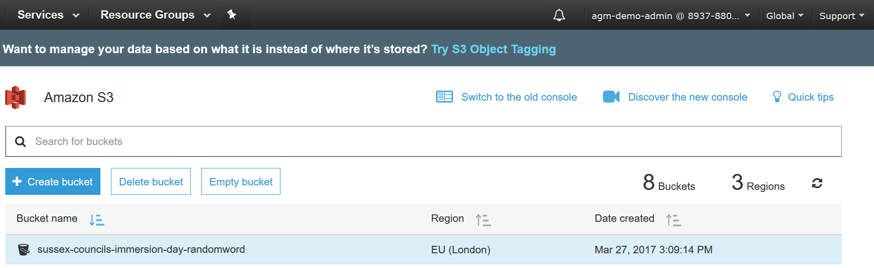 Services Resource Groups agm-demo-admin @ 8937-880... Global Support
Want to manage your data based on what it is instead of where it's stored? Try S3 Object Tagging
Amazon S3 Switch to the old console Discover the new console Quick tips
Search for buckets
+ Create bucket Delete bucket Empty bucket 8 Buckets 3 Regions
Bucket name Region Date created
sussex-councils-immersion-day-randomword EU (London) Mar 27, 2017 3:09:14 PM